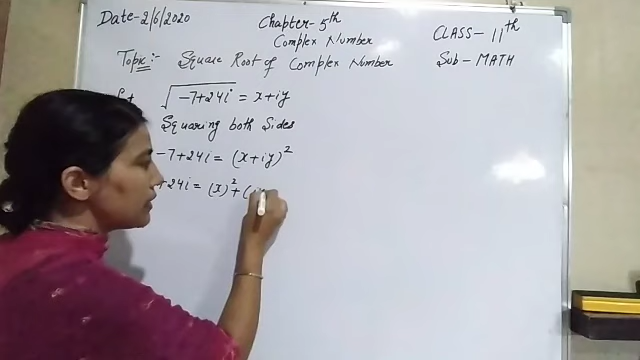 Date-2/6/2020
Chapter-5th
Complex Number
CLASS-11th
Sub-MATH
Topic:- Square Root of Complex Number
√-7+24i = x+iy
Squaring both Sides
-7+24i = (x+iy)²
+24i = (x)²+(i